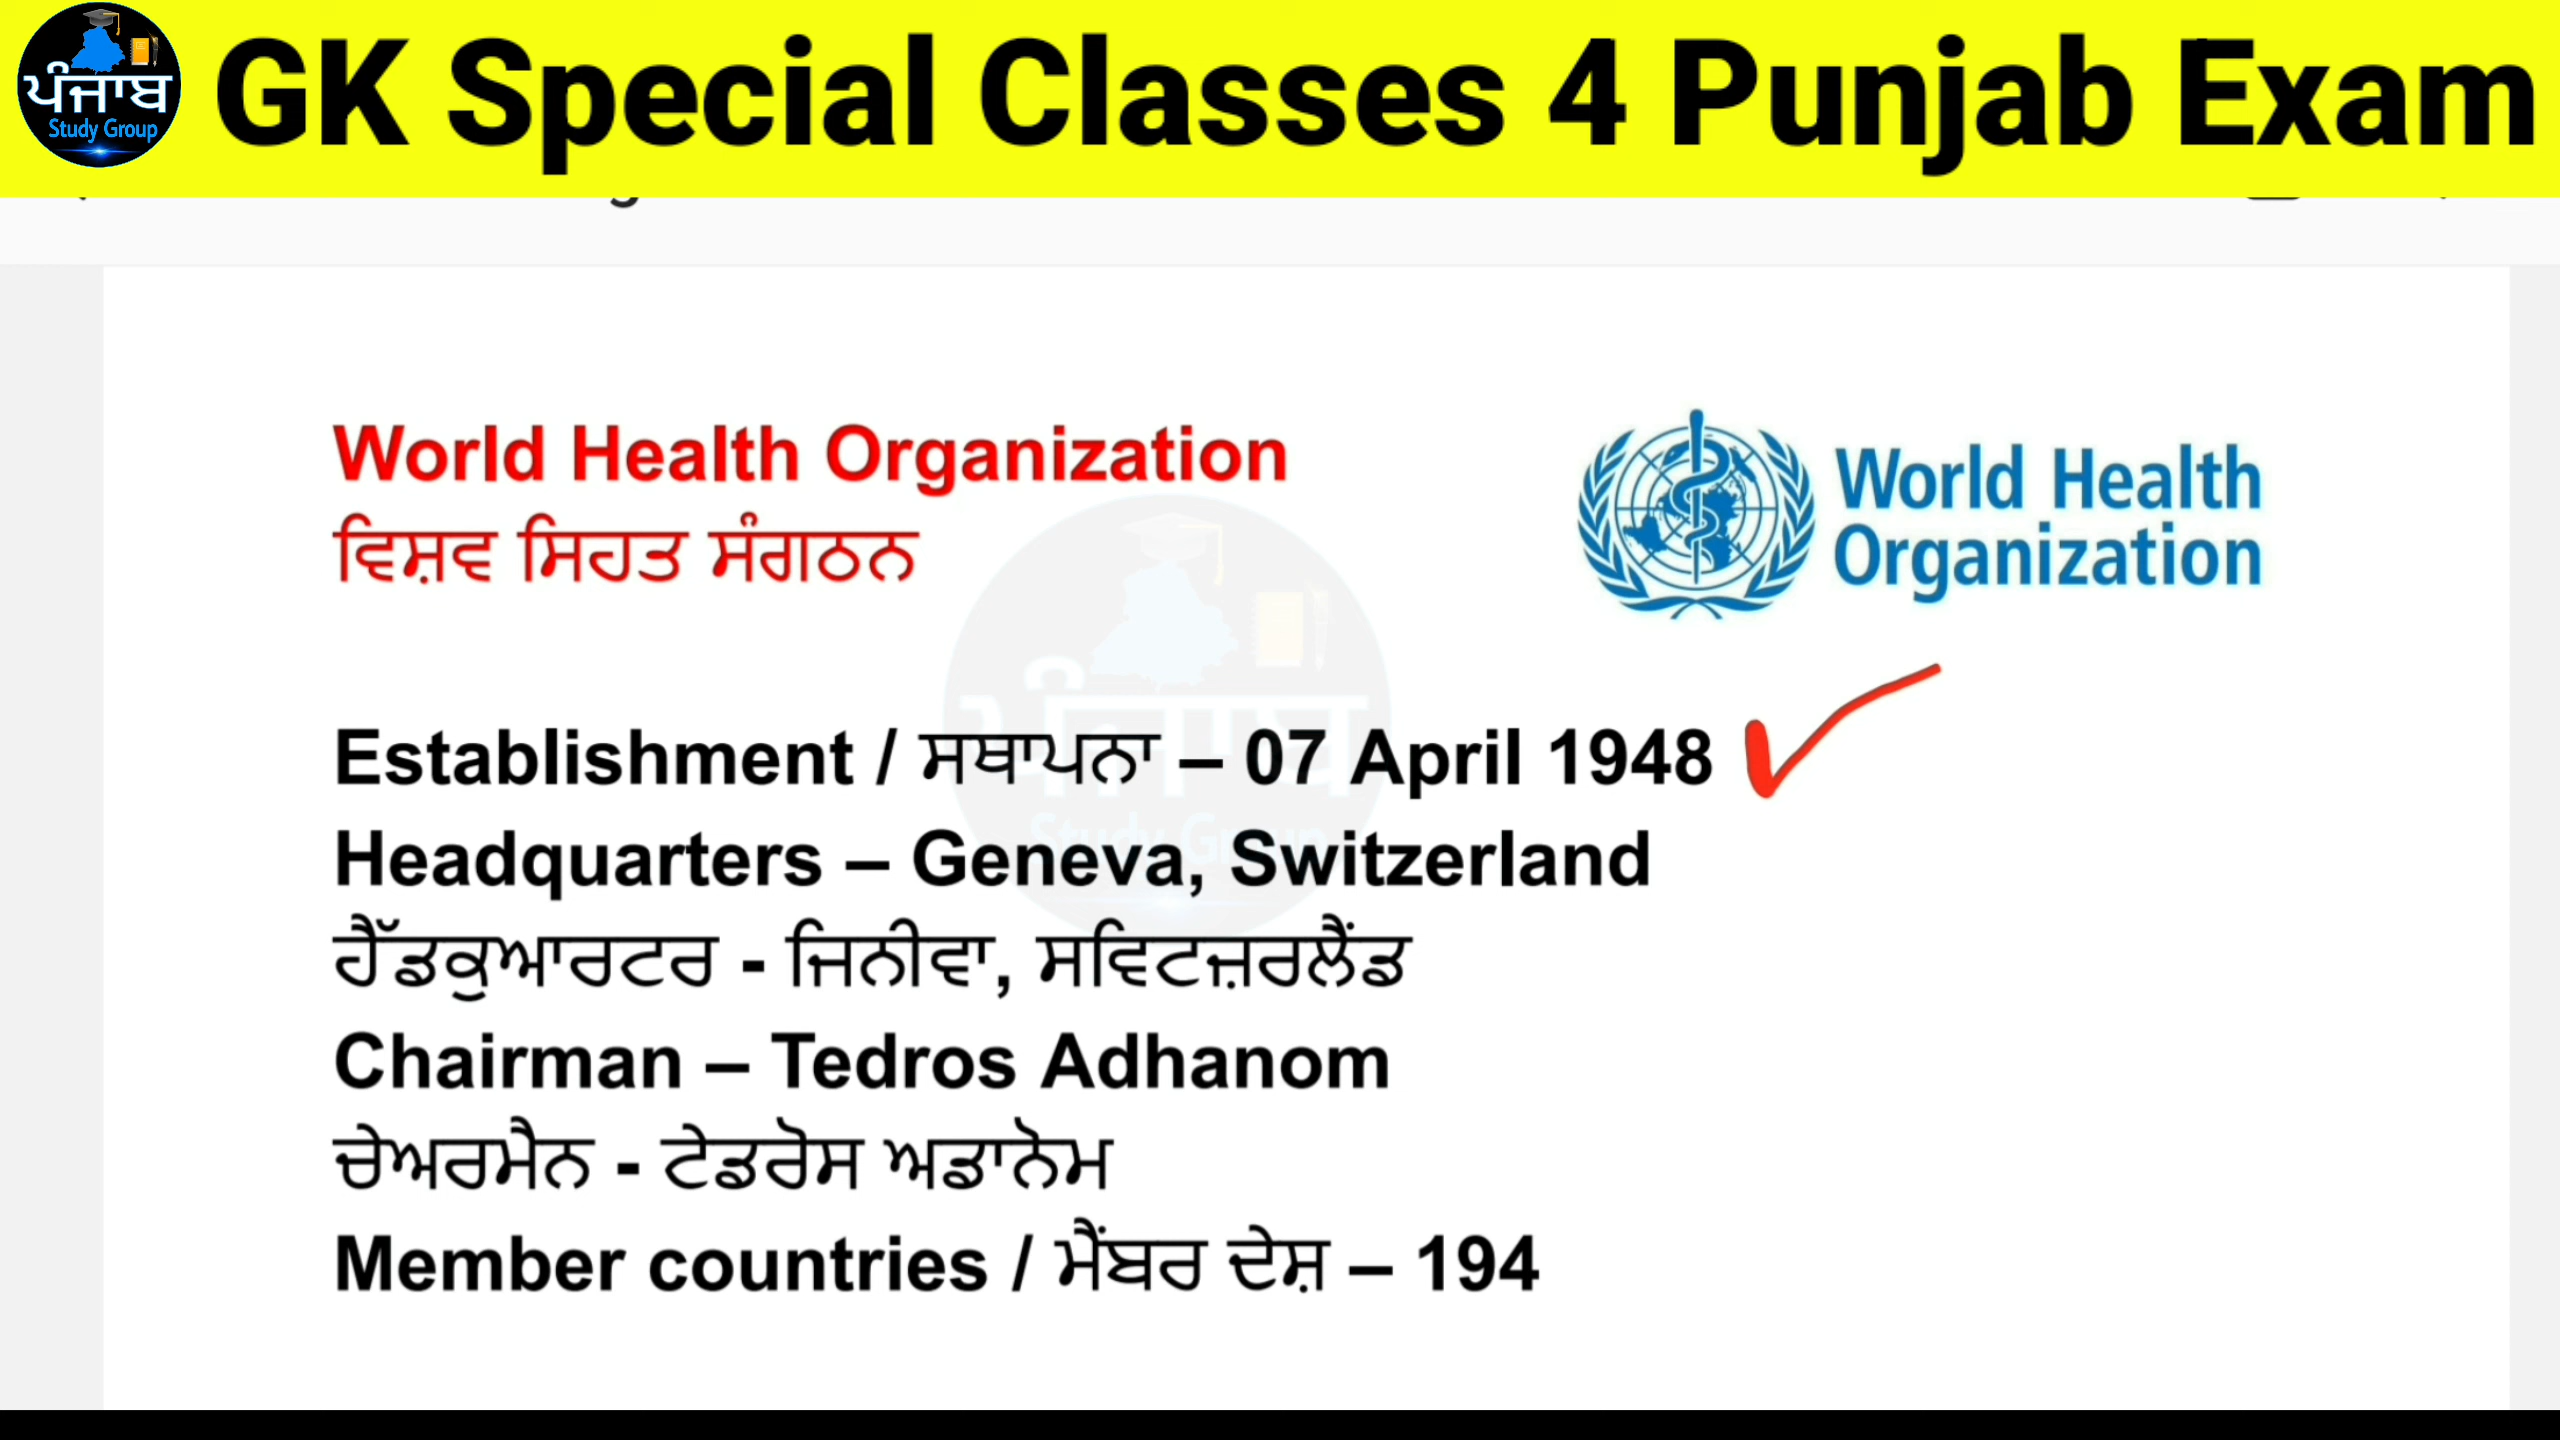 ਪੰਜਾਬ
Study Group
GK Special Classes 4 Punjab Exam
World Health Organization
ਵਿਸ਼ਵ ਸਿਹਤ ਸੰਗਠਨ
World Health
Organization
ਪੰਜਾਬ
Study Group
Establishment / ਸਥਾਪਨਾ – 07 April 1948
Headquarters – Geneva, Switzerland
ਹੈੱਡਕੁਆਰਟਰ - ਜਿਨੀਵਾ, ਸਵਿਟਜ਼ਰਲੈਂਡ
Chairman – Tedros Adhanom
ਚੇਅਰਮੈਨ - ਟੇਡਰੋਸ ਅਡਾਨੋਮ
Member countries / ਮੈਂਬਰ ਦੇਸ਼ – 194